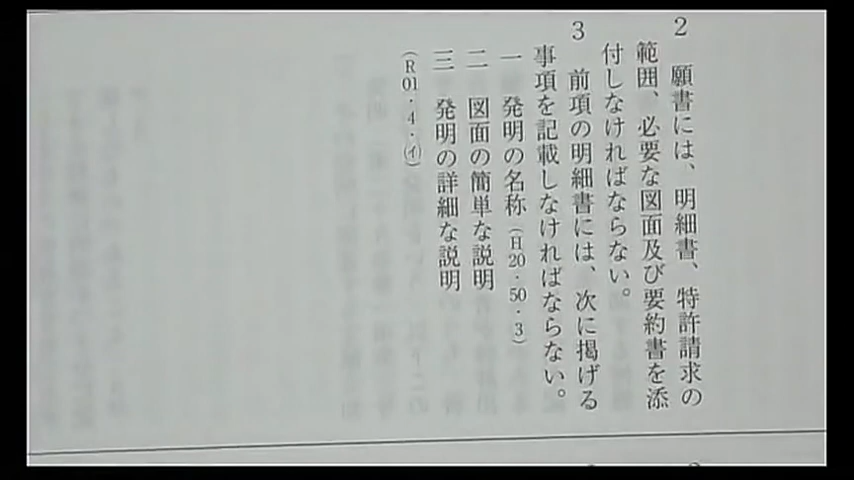 2 願書には、明細書、特許請求の
範囲、必要な図面及び要約書を添
付しなければならない。
3 前項の明細書には、次に掲げる
事項を記載しなければならない。
一 発明の名称(H20・50・3)
二 図面の簡単な説明
三 発明の詳細な説明
(R01・4・㋑)